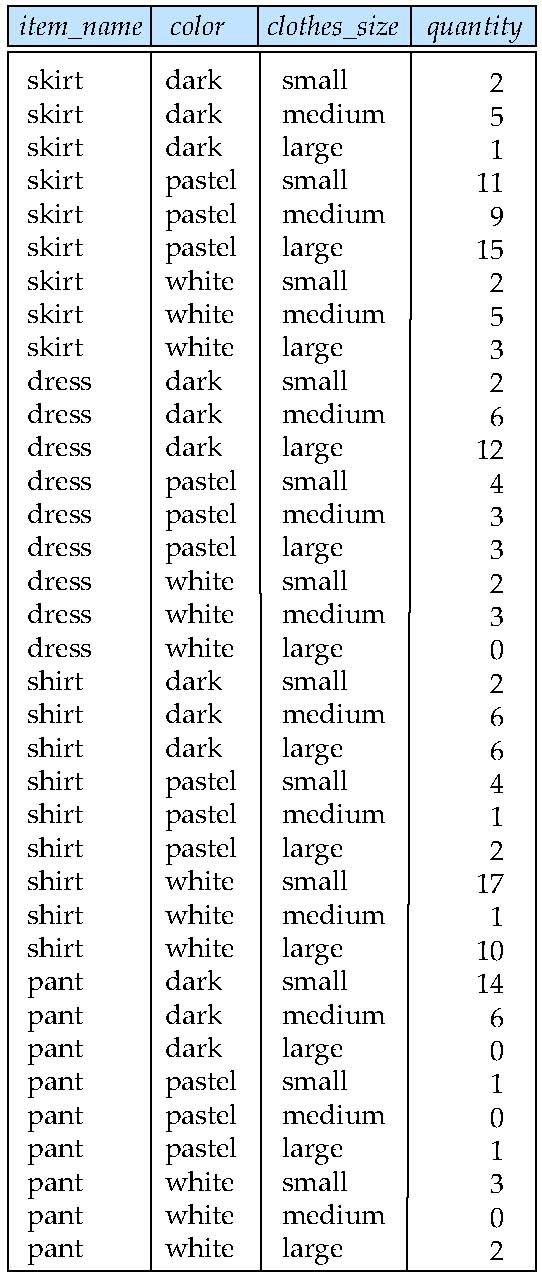 item_name color clothes_size quantity
skirt dark small 2
skirt dark medium 5
skirt dark large 1
skirt pastel small 11
skirt pastel medium 9
skirt pastel large 15
skirt white small 2
skirt white medium 5
skirt white large 3
dress dark small 2
dress dark medium 6
dress dark large 12
dress pastel small 4
dress pastel medium 3
dress pastel large 3
dress white small 2
dress white medium 3
dress white large 0
shirt dark small 2
shirt dark medium 6
shirt dark large 6
shirt pastel small 4
shirt pastel medium 1
shirt pastel large 2
shirt white small 17
shirt white medium 1
shirt white large 10
pant dark small 14
pant dark medium 6
pant dark large 0
pant pastel small 1
pant pastel medium 0
pant pastel large 1
pant white small 3
pant white medium 0
pant white large 2